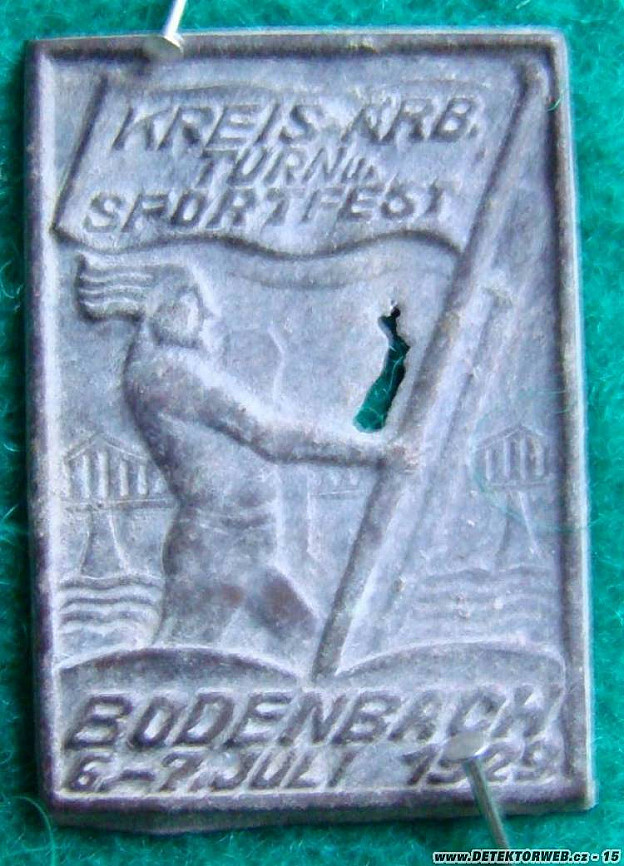 KREIS-ARB.
TURN u.
SPORTFEST
BODENBACH
6.-7. JULI 1929
WWW.DETEKTORWEB.cz - 15